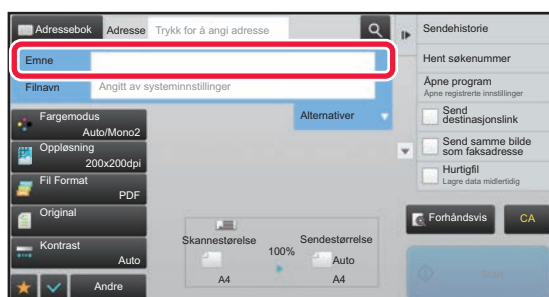 Adressebok
Adresse
Trykk for å angi adresse
Emne
Filnavn
Angitt av systeminnstillinger
Fargemodus
Auto/Mono2
Alternativer
Oppløsning
200x200dpi
Fil Format
PDF
Original
Kontrast
Auto
Andre
Skannestørelse
A4
100%
Sendestørrelse
Auto
A4
Sendehistorie
Hent søkenummer
Åpne program
Åpne registrerte innstillinger
Send
destinasjonslink
Send samme bilde
som faksadresse
Hurtigfil
Lagre data midlertidig
Forhåndsvis
CA
Start